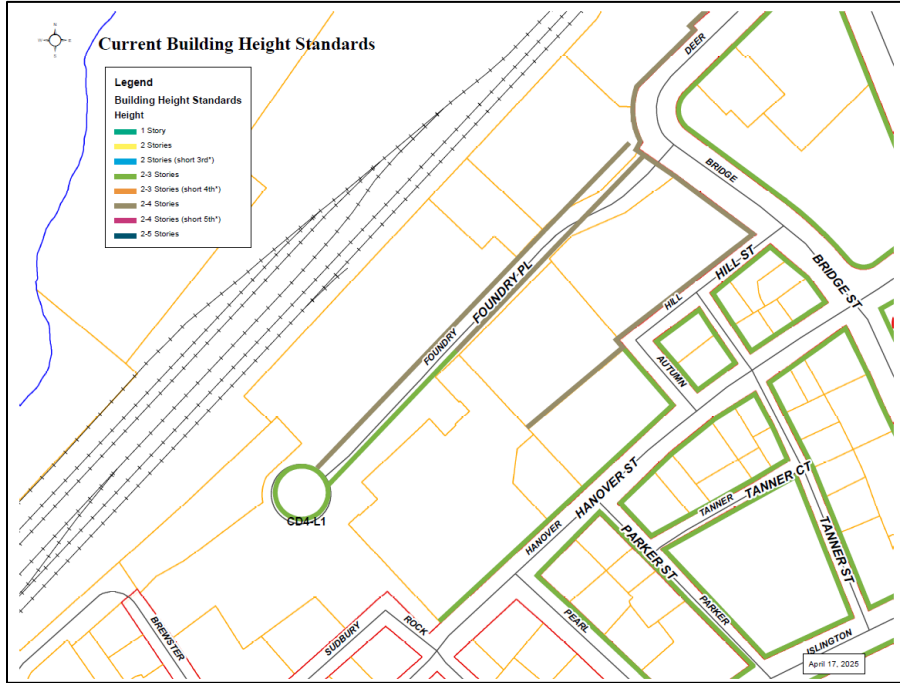 N
Current Building Height Standards
Legend
Building Height Standards
Height
1 Story
2 Stories
2 Stories (short 3rd*)
2-3 Stories
2-3 Stories (short 4th*)
2-4 Stories
2-4 Stories (short 5th*)
2-5 Stories
DEER
BRIDGE
HILL ST
BRIDGE ST
FOUNDRY PL
HILL
FOUNDRY
AUTUMN
HANOVER ST
TANNER CT
TANNER
CD4-L1
HANOVER
PARKER ST
TANNER ST
BREWSTER
SUDBURY
ROCK
PEARL
PARKER
ISLINGTON
April 17, 2025